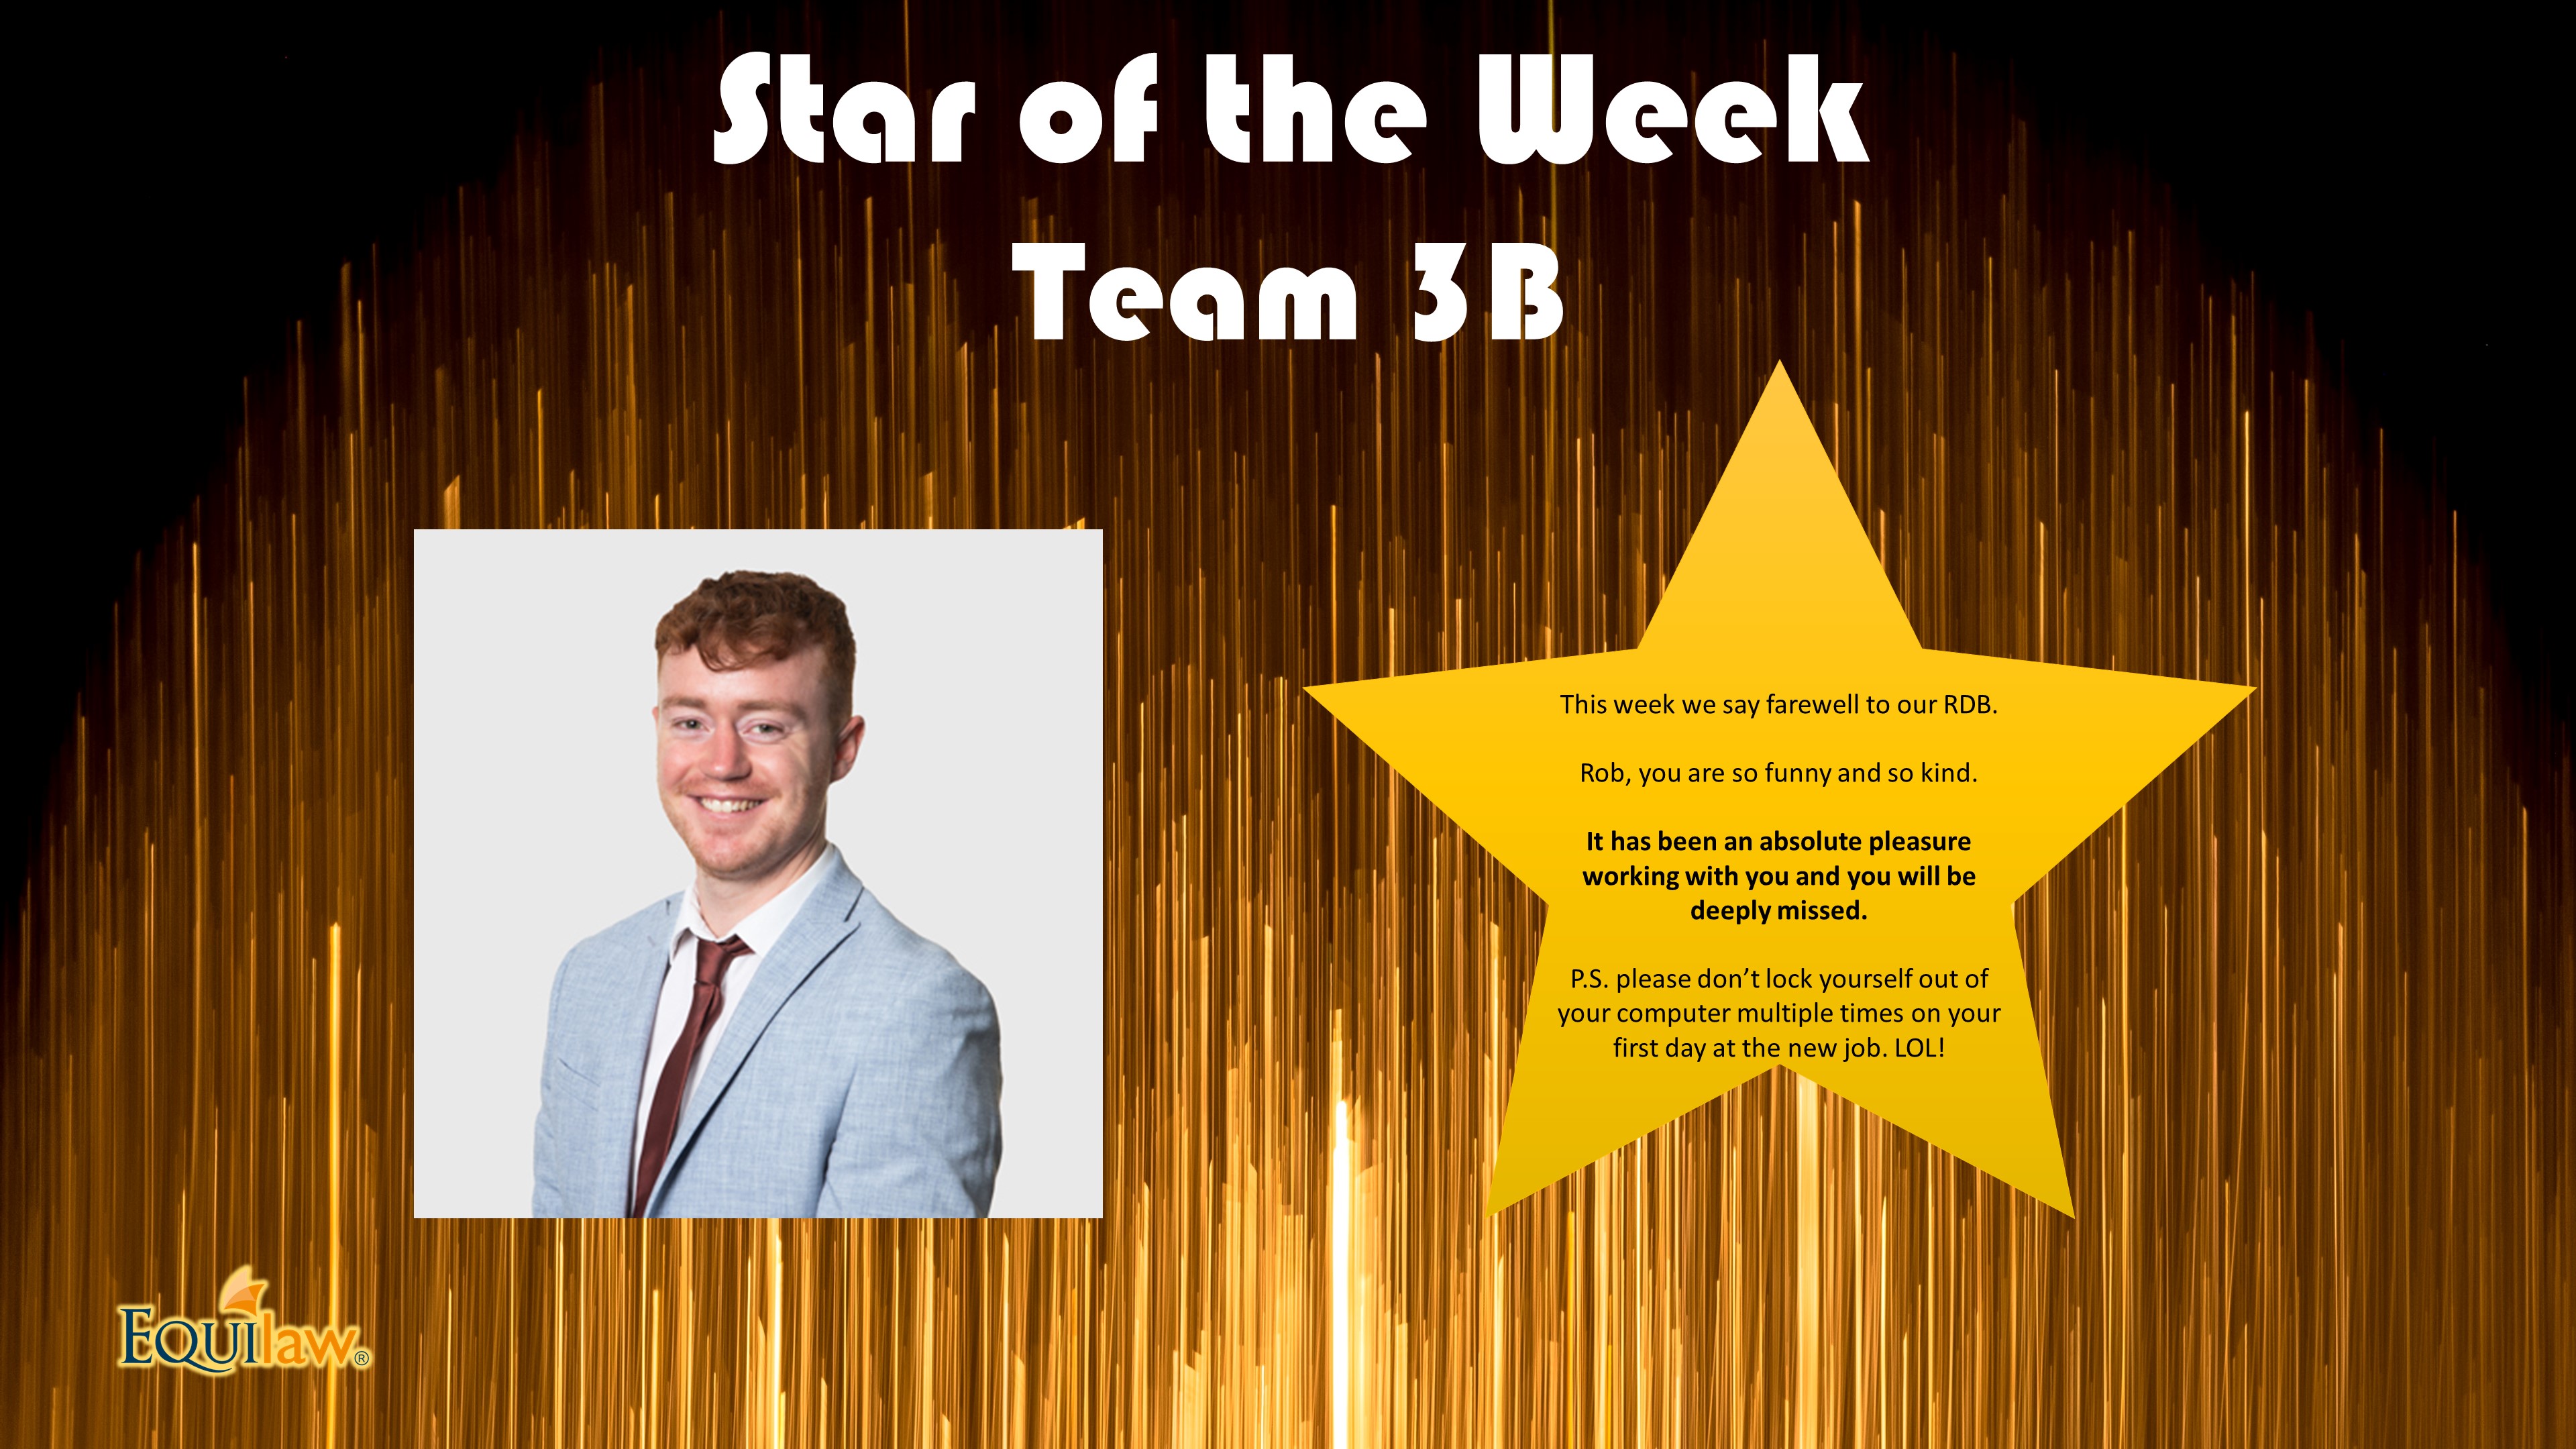 Star of the Week
Team 3B
This week we say farewell to our RDB.
Rob, you are so funny and so kind.
It has been an absolute pleasure
working with you and you will be
deeply missed.
P.S. please don’t lock yourself out of
your computer multiple times on your
first day at the new job. LOL!
EQUIlaw®